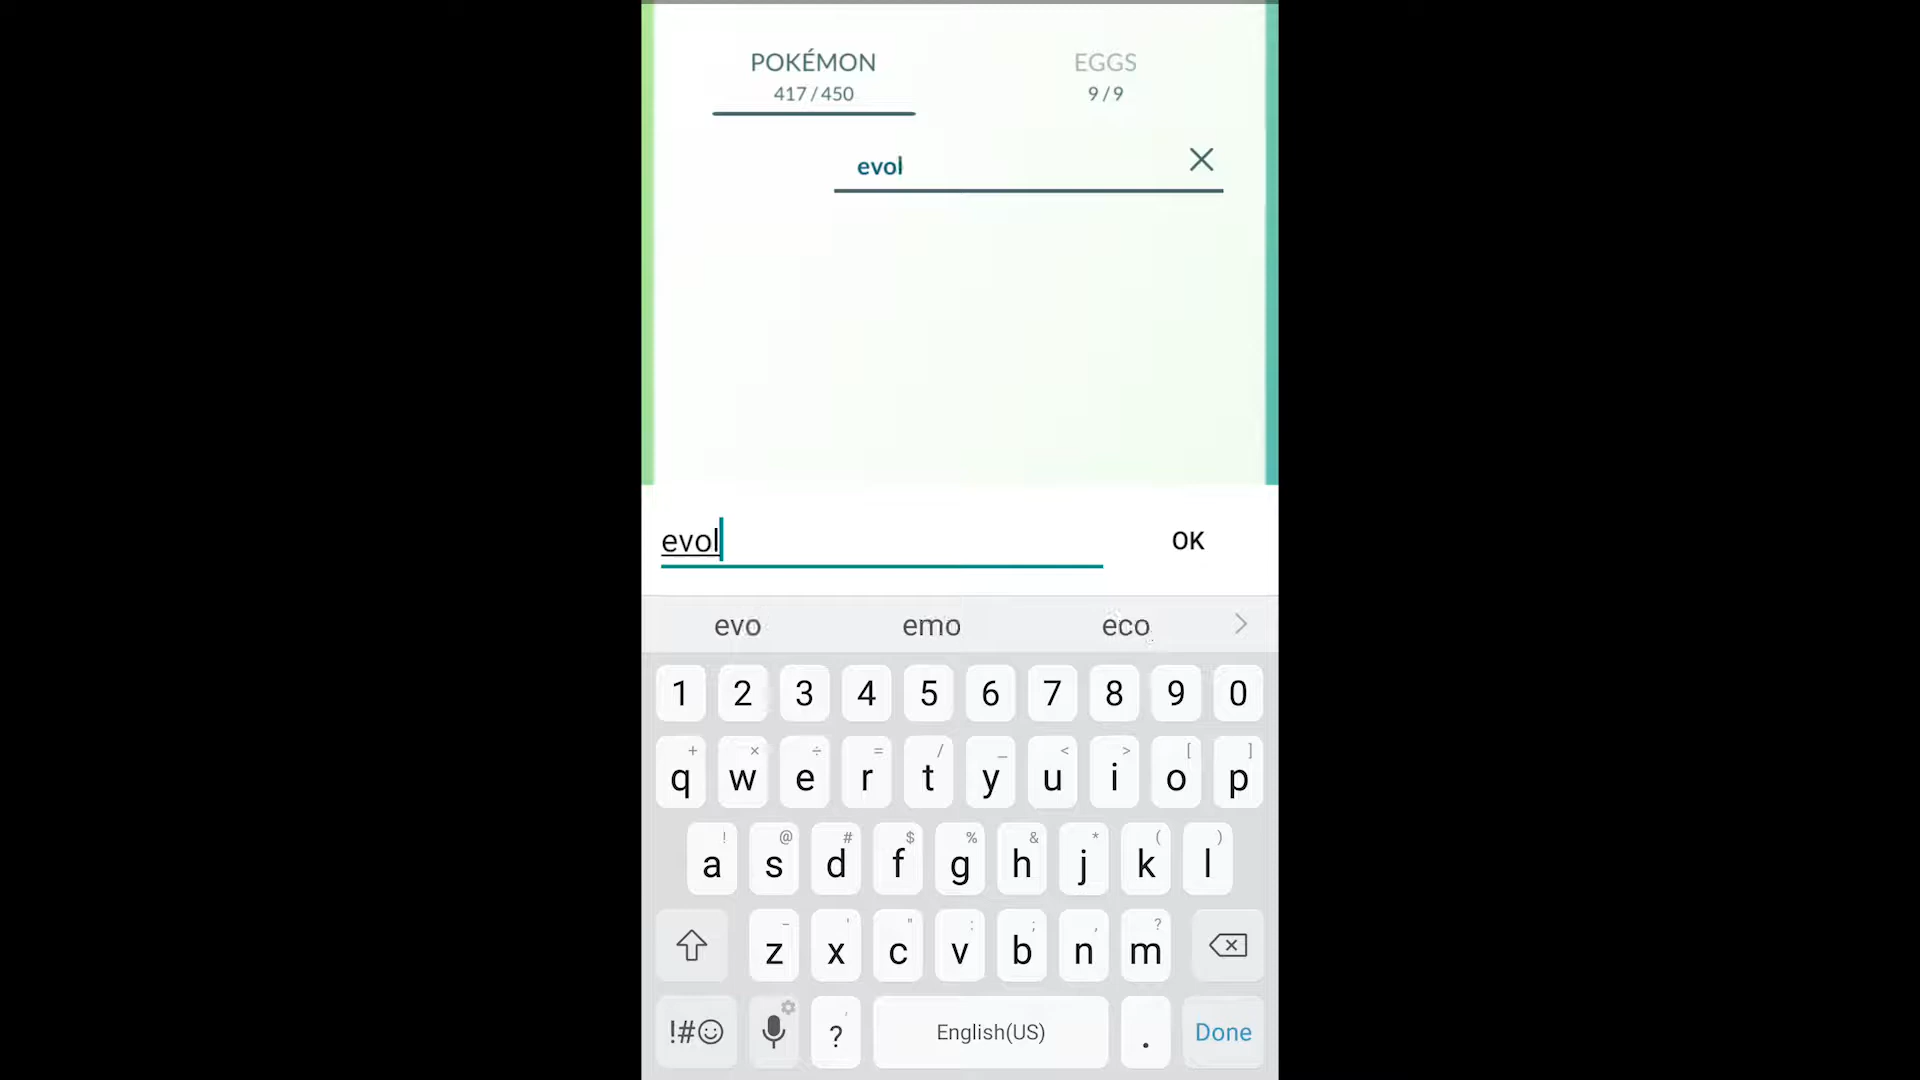 POKÉMON EGGS
417 / 450 9 / 9
evol
evol OK
evo emo eco
1 2 3 4 5 6 7 8 9 0
+ × ÷ = / _ < > [ ]
q w e r t y u i o p
! @ # $ % & * ( )
a s d f g h j k l
- ' " : ; , ?
z x c v b n m
!#☺ ? English(US) . Done